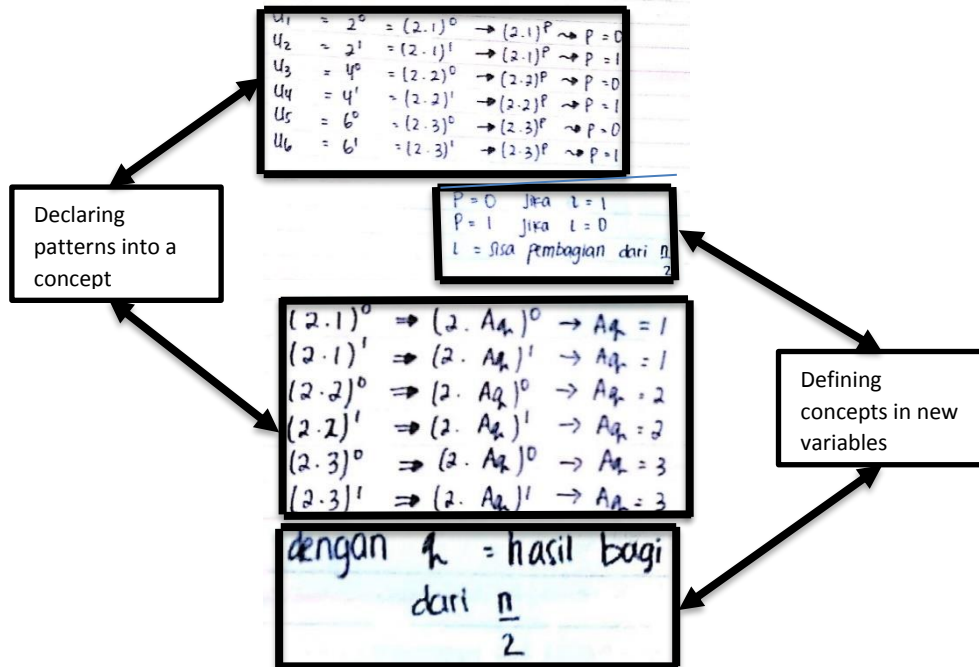 U1 = 2⁰ = (2.1)⁰ → (2.1)ᴾ ⤳ P = 0
U2 = 2¹ = (2.1)¹ → (2.1)ᴾ ⤳ P = 1
U3 = 4⁰ = (2.2)⁰ → (2.2)ᴾ ⤳ P = 0
U4 = 4¹ = (2.2)¹ → (2.2)ᴾ ⤳ P = 1
U5 = 6⁰ = (2.3)⁰ → (2.3)ᴾ ⤳ P = 0
U6 = 6¹ = (2.3)¹ → (2.3)ᴾ ⤳ P = 1
Declaring
patterns into a
concept
P = 0 Jika i = 1
P = 1 Jika i = 0
i = sisa pembagian dari n/2
(2.1)⁰ ⇒ (2. Aq)⁰ → Aq = 1
(2.1)¹ ⇒ (2. Aq)¹ → Aq = 1
(2.2)⁰ ⇒ (2. Aq)⁰ → Aq = 2
(2.2)¹ ⇒ (2. Aq)¹ → Aq = 2
(2.3)⁰ ⇒ (2. Aq)⁰ → Aq = 3
(2.3)¹ ⇒ (2. Aq)¹ → Aq = 3
Defining
concepts in new
variables
dengan q = hasil bagi
dari n/2